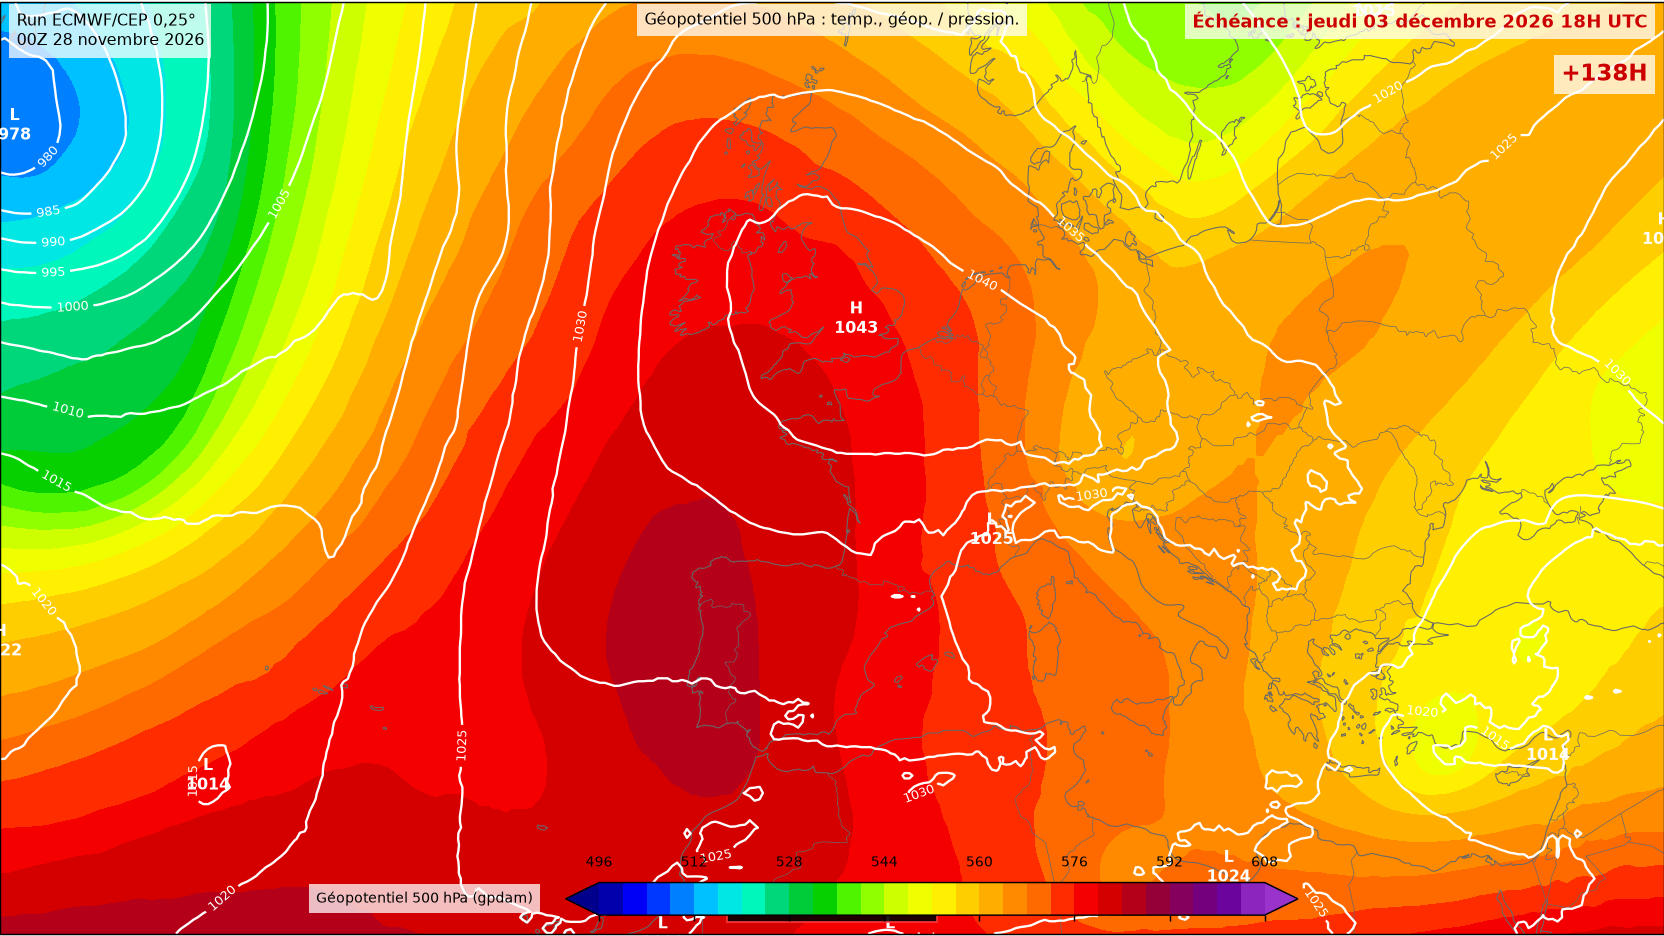 Run ECMWF/CEP 0,25°
00Z 28 novembre 2026
Géopotentiel 500 hPa : temp., géop. / pression.
Échéance : jeudi 03 décembre 2026 18H UTC
+138H
L
978
980
985
990
995
1000
1005
1010
1015
1020
H
22
L
1014
1015
1020
1025
1030
H
1043
1040
1035
1020
1025
H
10
1030
L
1025
1030
1030
1025
1020
1015
L
1014
L
1024
1025
L
L
Géopotentiel 500 hPa (gpdam)
496 512 528 544 560 576 592 608